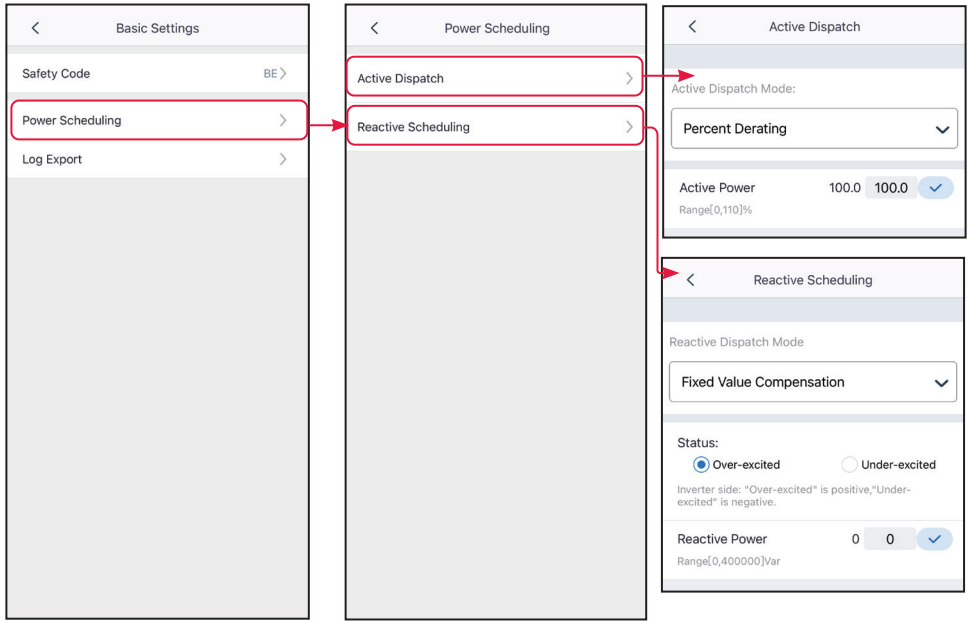 Basic Settings
Safety Code BE
Power Scheduling
Log Export
Power Scheduling
Active Dispatch
Reactive Scheduling
Active Dispatch
Active Dispatch Mode:
Percent Derating
Active Power 100.0 100.0
Range[0,110]%
Reactive Scheduling
Reactive Dispatch Mode
Fixed Value Compensation
Status:
Over-excited Under-excited
Inverter side: "Over-excited" is positive,"Under-
excited" is negative.
Reactive Power 0 0
Range[0,400000]Var